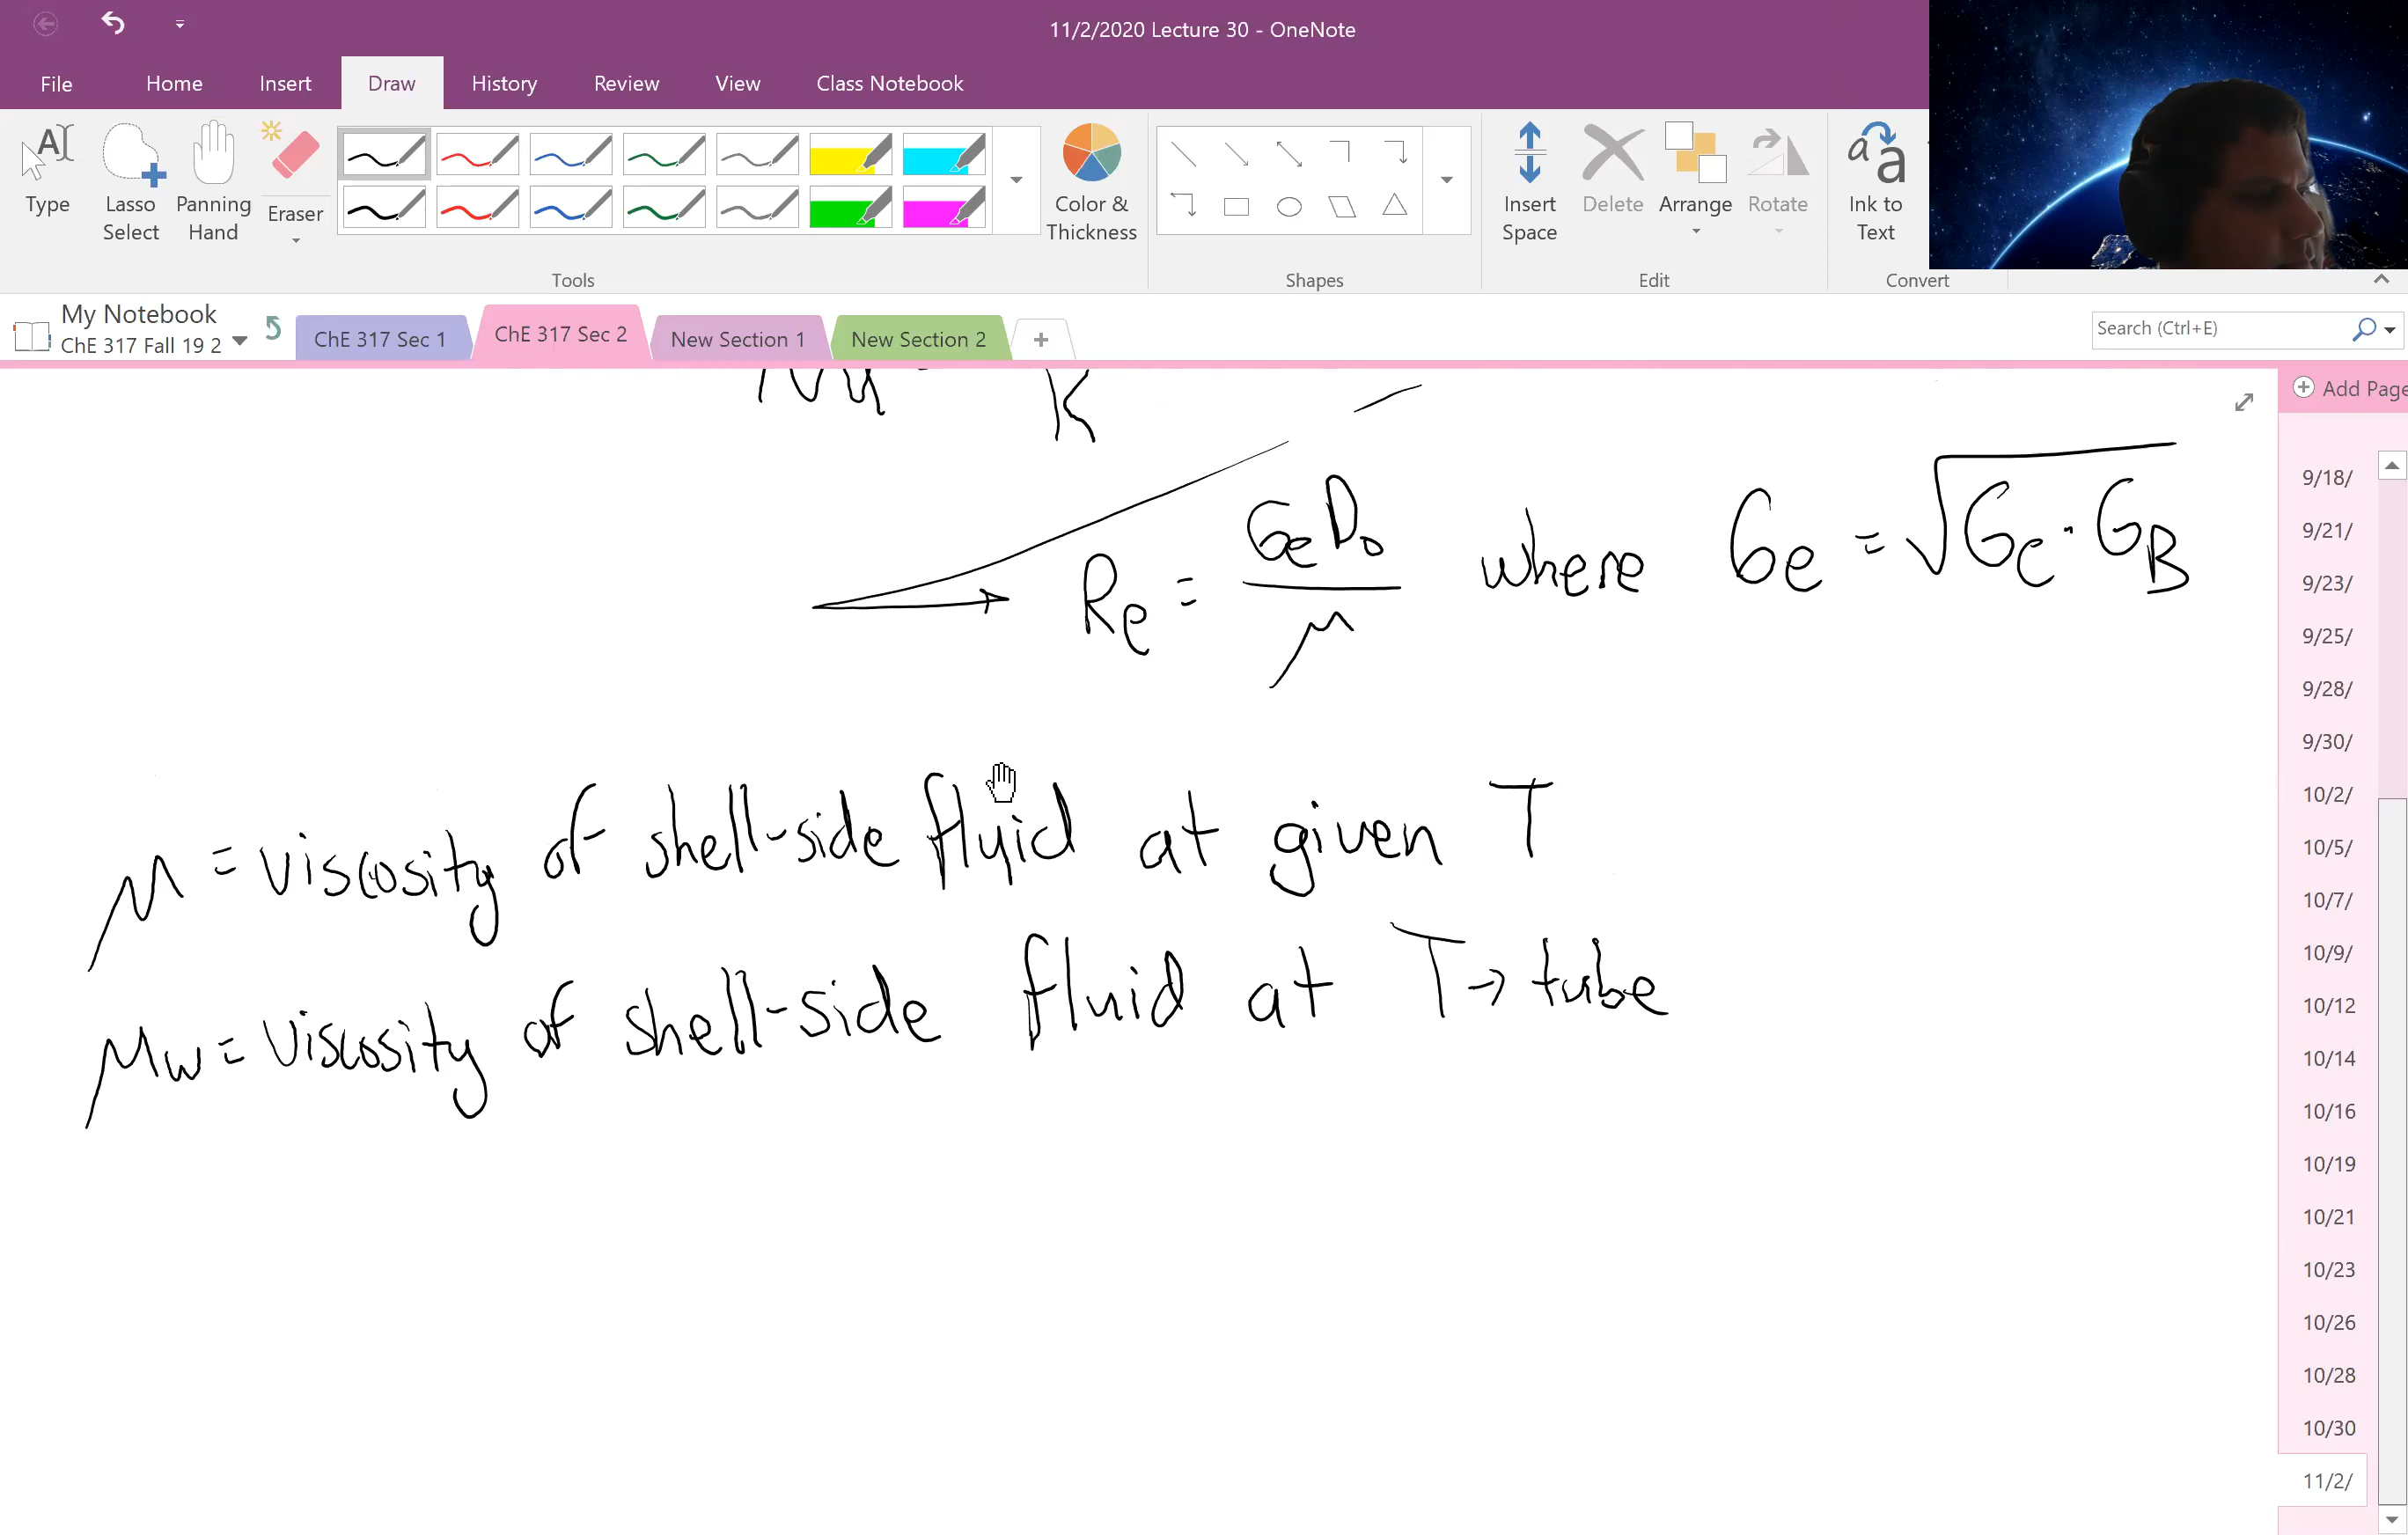 11/2/2020 Lecture 30 - OneNote
File Home Insert Draw History Review View Class Notebook
Type
Lasso Select
Panning Hand
Eraser
Color & Thickness
Insert Space
Delete
Arrange
Rotate
Ink to Text
Tools Shapes Edit Convert
My Notebook
ChE 317 Fall 19 2
ChE 317 Sec 1 ChE 317 Sec 2 New Section 1 New Section 2 +
Search (Ctrl+E)
Add Page
Nu = K
Re = GeDo/μ where Ge = √Gc · GB
μ = viscosity of shell-side fluid at given T
μw = viscosity of shell-side fluid at T → tube
9/18/
9/21/
9/23/
9/25/
9/28/
9/30/
10/2/
10/5/
10/7/
10/9/
10/12
10/14
10/16
10/19
10/21
10/23
10/26
10/28
10/30
11/2/